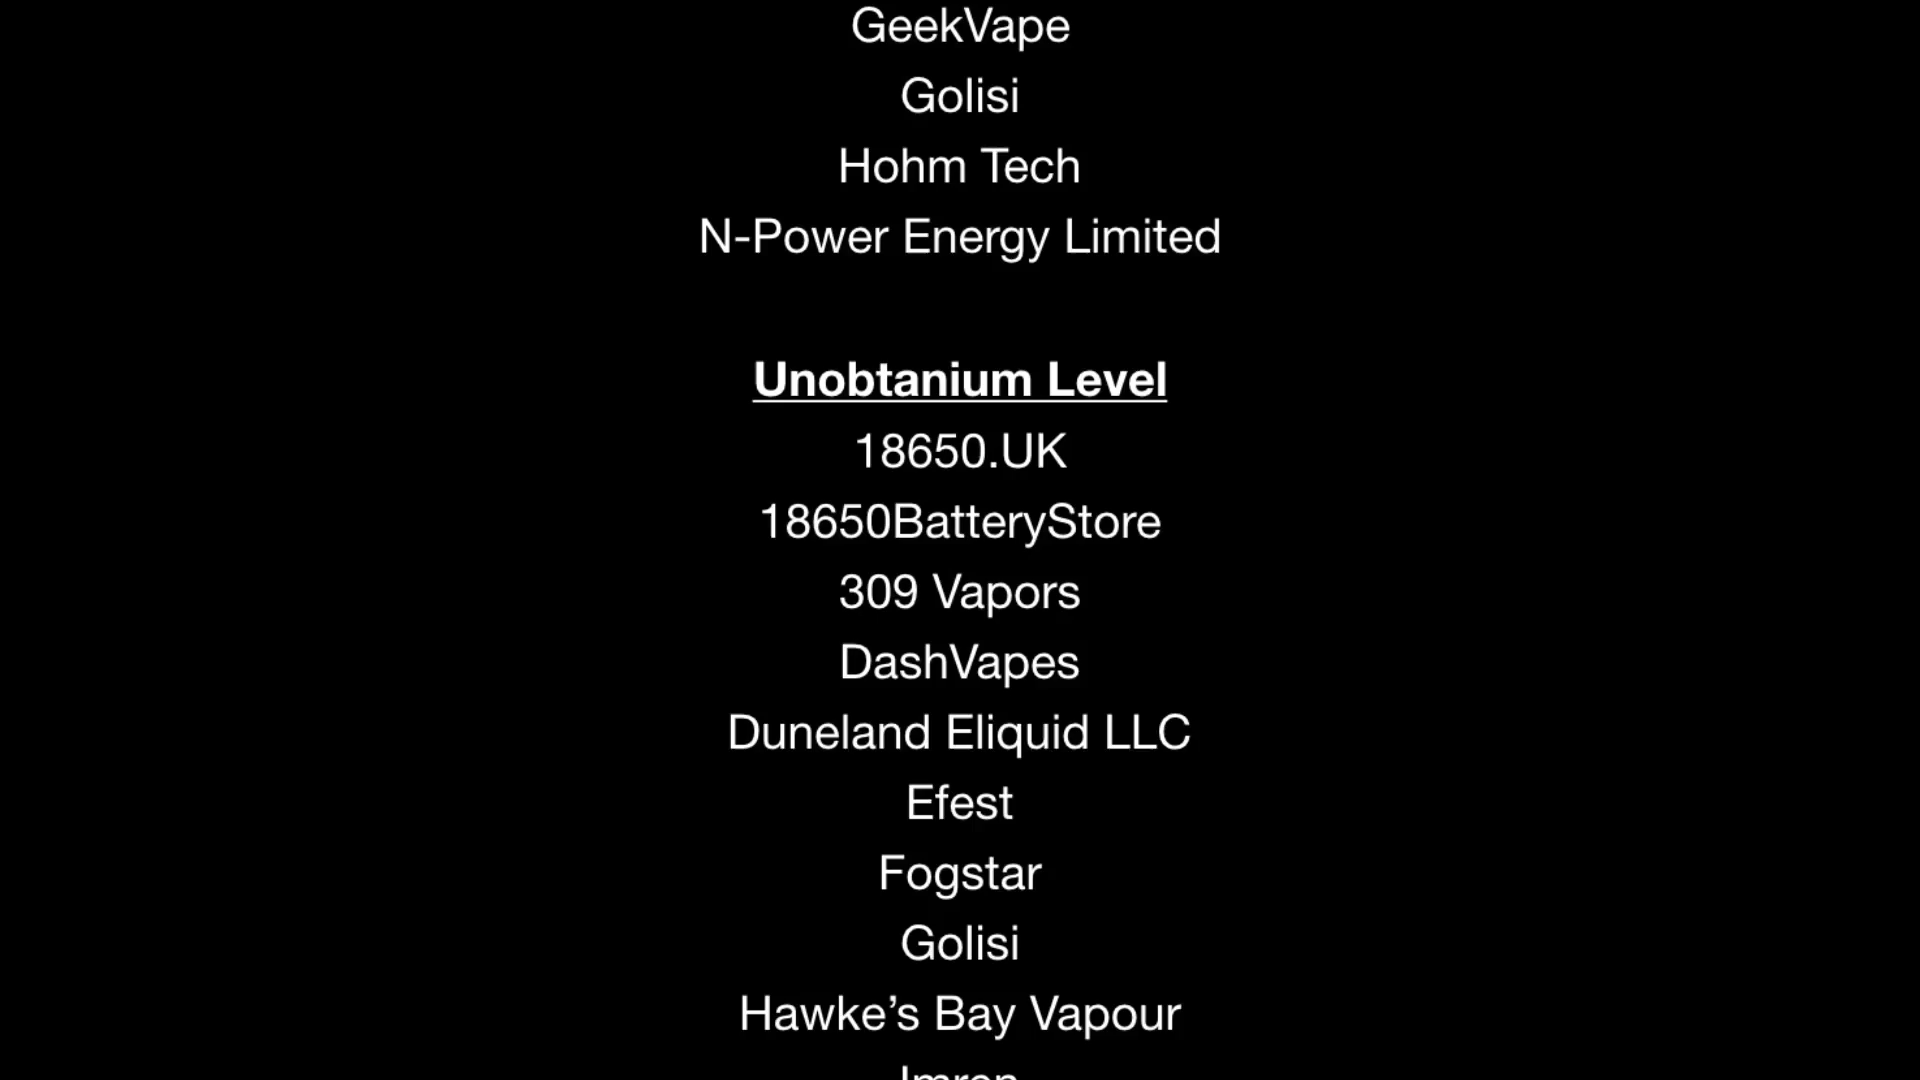 GeekVape
Golisi
Hohm Tech
N-Power Energy Limited
Unobtanium Level
18650.UK
18650BatteryStore
309 Vapors
DashVapes
Duneland Eliquid LLC
Efest
Fogstar
Golisi
Hawke’s Bay Vapour